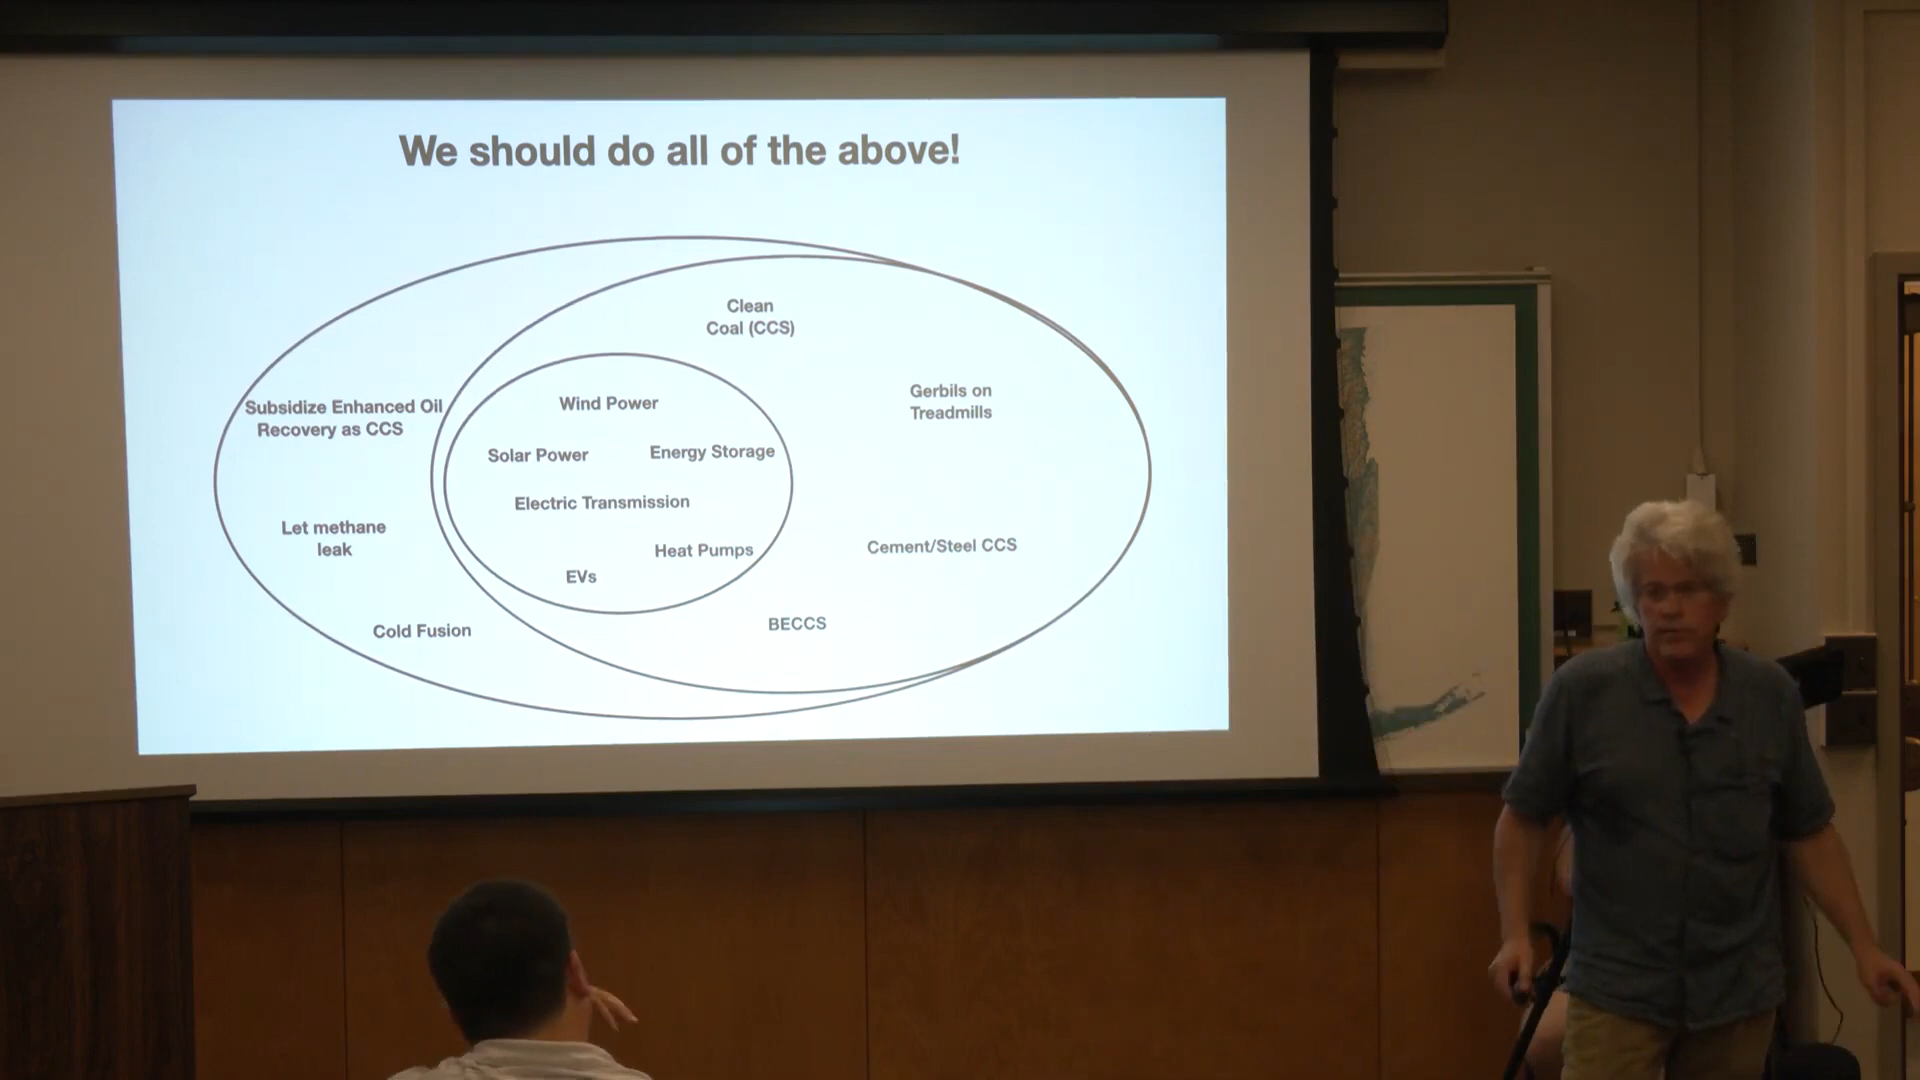 We should do all of the above!
Clean
Coal (CCS)
Gerbils on
Treadmills
Subsidize Enhanced Oil
Recovery as CCS
Wind Power
Solar Power
Energy Storage
Electric Transmission
Let methane
leak
Heat Pumps
Cement/Steel CCS
EVs
Cold Fusion
BECCS